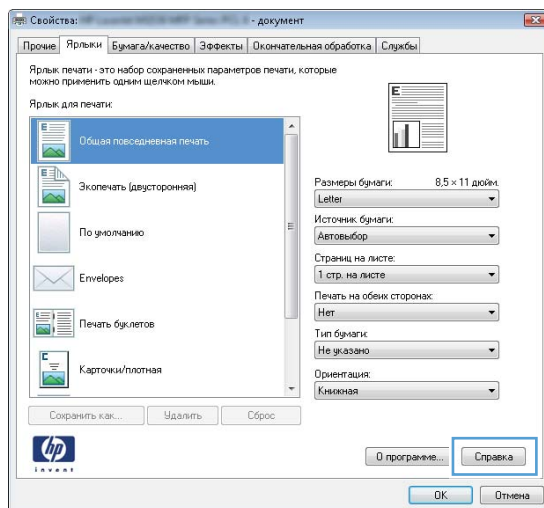 Свойства: - документ
Прочие Ярлыки Бумага/качество Эффекты Окончательная обработка Службы
Ярлык печати - это набор сохраненных параметров печати, которые
можно применить одним щелчком мыши.
Ярлык для печати:
Общая повседневная печать
Экопечать (двусторонняя)
По умолчанию
Envelopes
Печать буклетов
Карточки/плотная
Сохранить как... Удалить Сброс
E
Размеры бумаги: 8,5 × 11 дюйм.
Letter
Источник бумаги:
Автовыбор
Страниц на листе:
1 стр. на листе
Печать на обеих сторонах:
Нет
Тип бумаги:
Не указано
Ориентация:
Книжная
hp
invent
О программе... Справка
OK Отмена